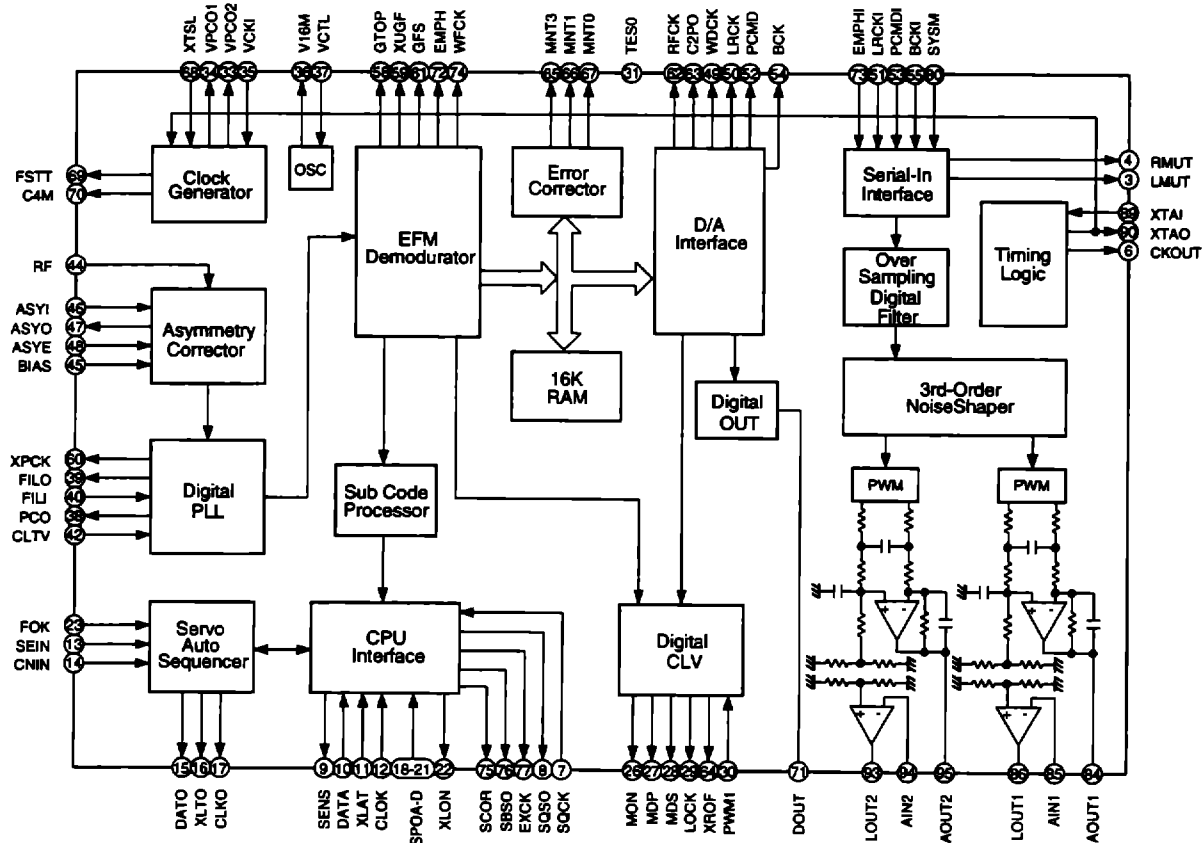 XTSL VPCO1 VPCO2 VCKI V16M VCTL GTOP XUGF GFS EMPH WFCK MNT3 MNT1 MNT0 TES0 RFCK C2PO WDCK LRCK PCMD BCK EMPHI LRCKI PCMDI BCKI SYSM
68 34 33 35 36 37 58 59 61 72 74 65 66 67 31 62 63 49 50 52 54 73 51 53 55 80
FSTT 69
C4M 70
Clock
Generator
OSC
EFM
Demodurator
Error
Corrector
D/A
Interface
Serial-In
Interface
4 RMUT
3 LMUT
89 XTAI
90 XTAO
6 CKOUT
Timing
Logic
Over
Sampling
Digital
Filter
RF 44
ASYI 46
ASYO 47
ASYE 48
BIAS 45
Asymmetry
Corrector
16K
RAM
Digital
OUT
3rd-Order
NoiseShaper
XPCK 60
FILO 39
FILI 40
PCO 38
CLTV 42
Digital
PLL
Sub Code
Processor
PWM
PWM
FOK 23
SEIN 13
CNIN 14
Servo
Auto
Sequencer
CPU
Interface
Digital
CLV
+ -
+ -
+ -
+ -
15 16 17 9 10 11 12 18-21 22 75 76 77 8 7 26 27 28 29 64 30 71 93 94 95 86 85 84
DATO XLTO CLKO SENS DATA XLAT CLOK SPOA-D XLON SCOR SBSO EXCK SQSO SQCK MON MDP MDS LOCK XROF PWM1 DOUT LOUT2 AIN2 AOUT2 LOUT1 AIN1 AOUT1